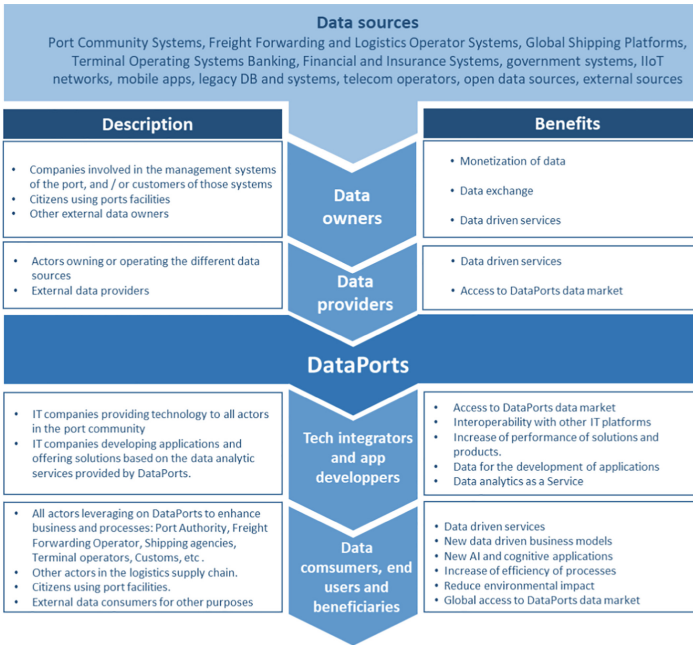 Data sources
Port Community Systems, Freight Forwarding and Logistics Operator Systems, Global Shipping Platforms,
Terminal Operating Systems Banking, Financial and Insurance Systems, government systems, IIoT
networks, mobile apps, legacy DB and systems, telecom operators, open data sources, external sources
Description
Benefits
• Companies involved in the management systems
of the port, and / or customers of those systems
• Citizens using ports facilities
• Other external data owners
Data
owners
• Monetization of data
• Data exchange
• Data driven services
• Actors owning or operating the different data
sources
• External data providers
Data
providers
• Data driven services
• Access to DataPorts data market
DataPorts
• IT companies providing technology to all actors
in the port community
• IT companies developing applications and
offering solutions based on the data analytic
services provided by DataPorts.
Tech integrators
and app
developpers
• Access to DataPorts data market
• Interoperability with other IT platforms
• Increase of performance of solutions and
products.
• Data for the development of applications
• Data analytics as a Service
• All actors leveraging on DataPorts to enhance
business and processes: Port Authority, Freight
Forwarding Operator, Shipping agencies,
Terminal operators, Customs, etc .
• Other actors in the logistics supply chain.
• Citizens using port facilities.
• External data consumers for other purposes
Data
comsumers, end
users and
beneficiaries
• Data driven services
• New data driven business models
• New AI and cognitive applications
• Increase of efficiency of processes
• Reduce environmental impact
• Global access to DataPorts data market